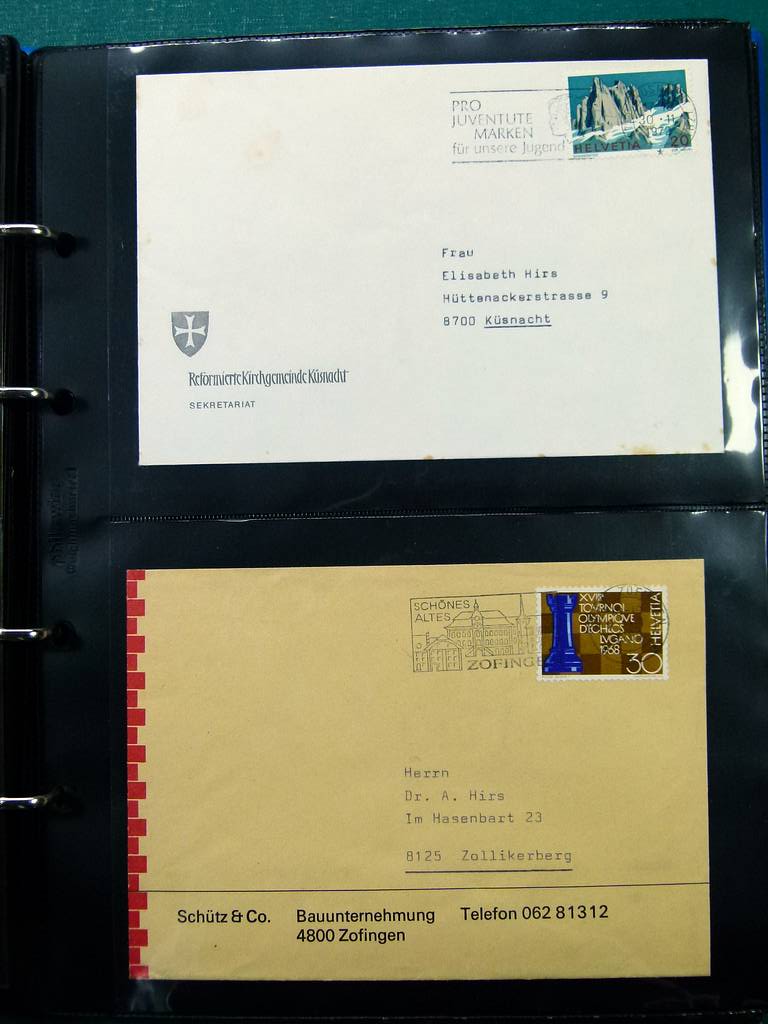 PRO
JUVENTUTE
MARKEN
für unsere Jugend
HELVETIA 20
Frau
Elisabeth Hirs
Hüttenackerstrasse 9
8700 Küsnacht
Reformierte Kirchgemeinde Küsnacht
SEKRETARIAT
SCHÖNES
ALTES
ZOFINGE
XVIII
TOVRNOI
OLYMPIQVE
D'ÉCHECS
LVGANO
1968
HELVETIA
30
Herrn
Dr. A. Hirs
Im Hasenbart 23
8125 Zollikerberg
Schütz & Co. Bauunternehmung Telefon 062 81312
4800 Zofingen